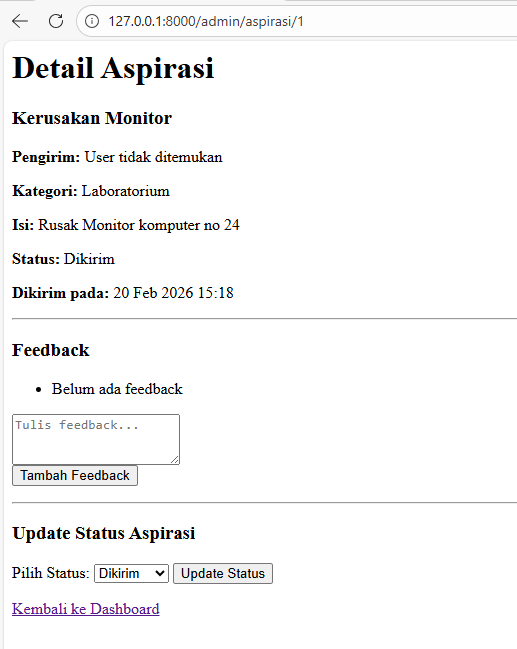 127.0.0.1:8000/admin/aspirasi/1
Detail Aspirasi
Kerusakan Monitor
Pengirim: User tidak ditemukan
Kategori: Laboratorium
Isi: Rusak Monitor komputer no 24
Status: Dikirim
Dikirim pada: 20 Feb 2026 15:18
Feedback
• Belum ada feedback
Tulis feedback...
Tambah Feedback
Update Status Aspirasi
Pilih Status: Dikirim Update Status
Kembali ke Dashboard